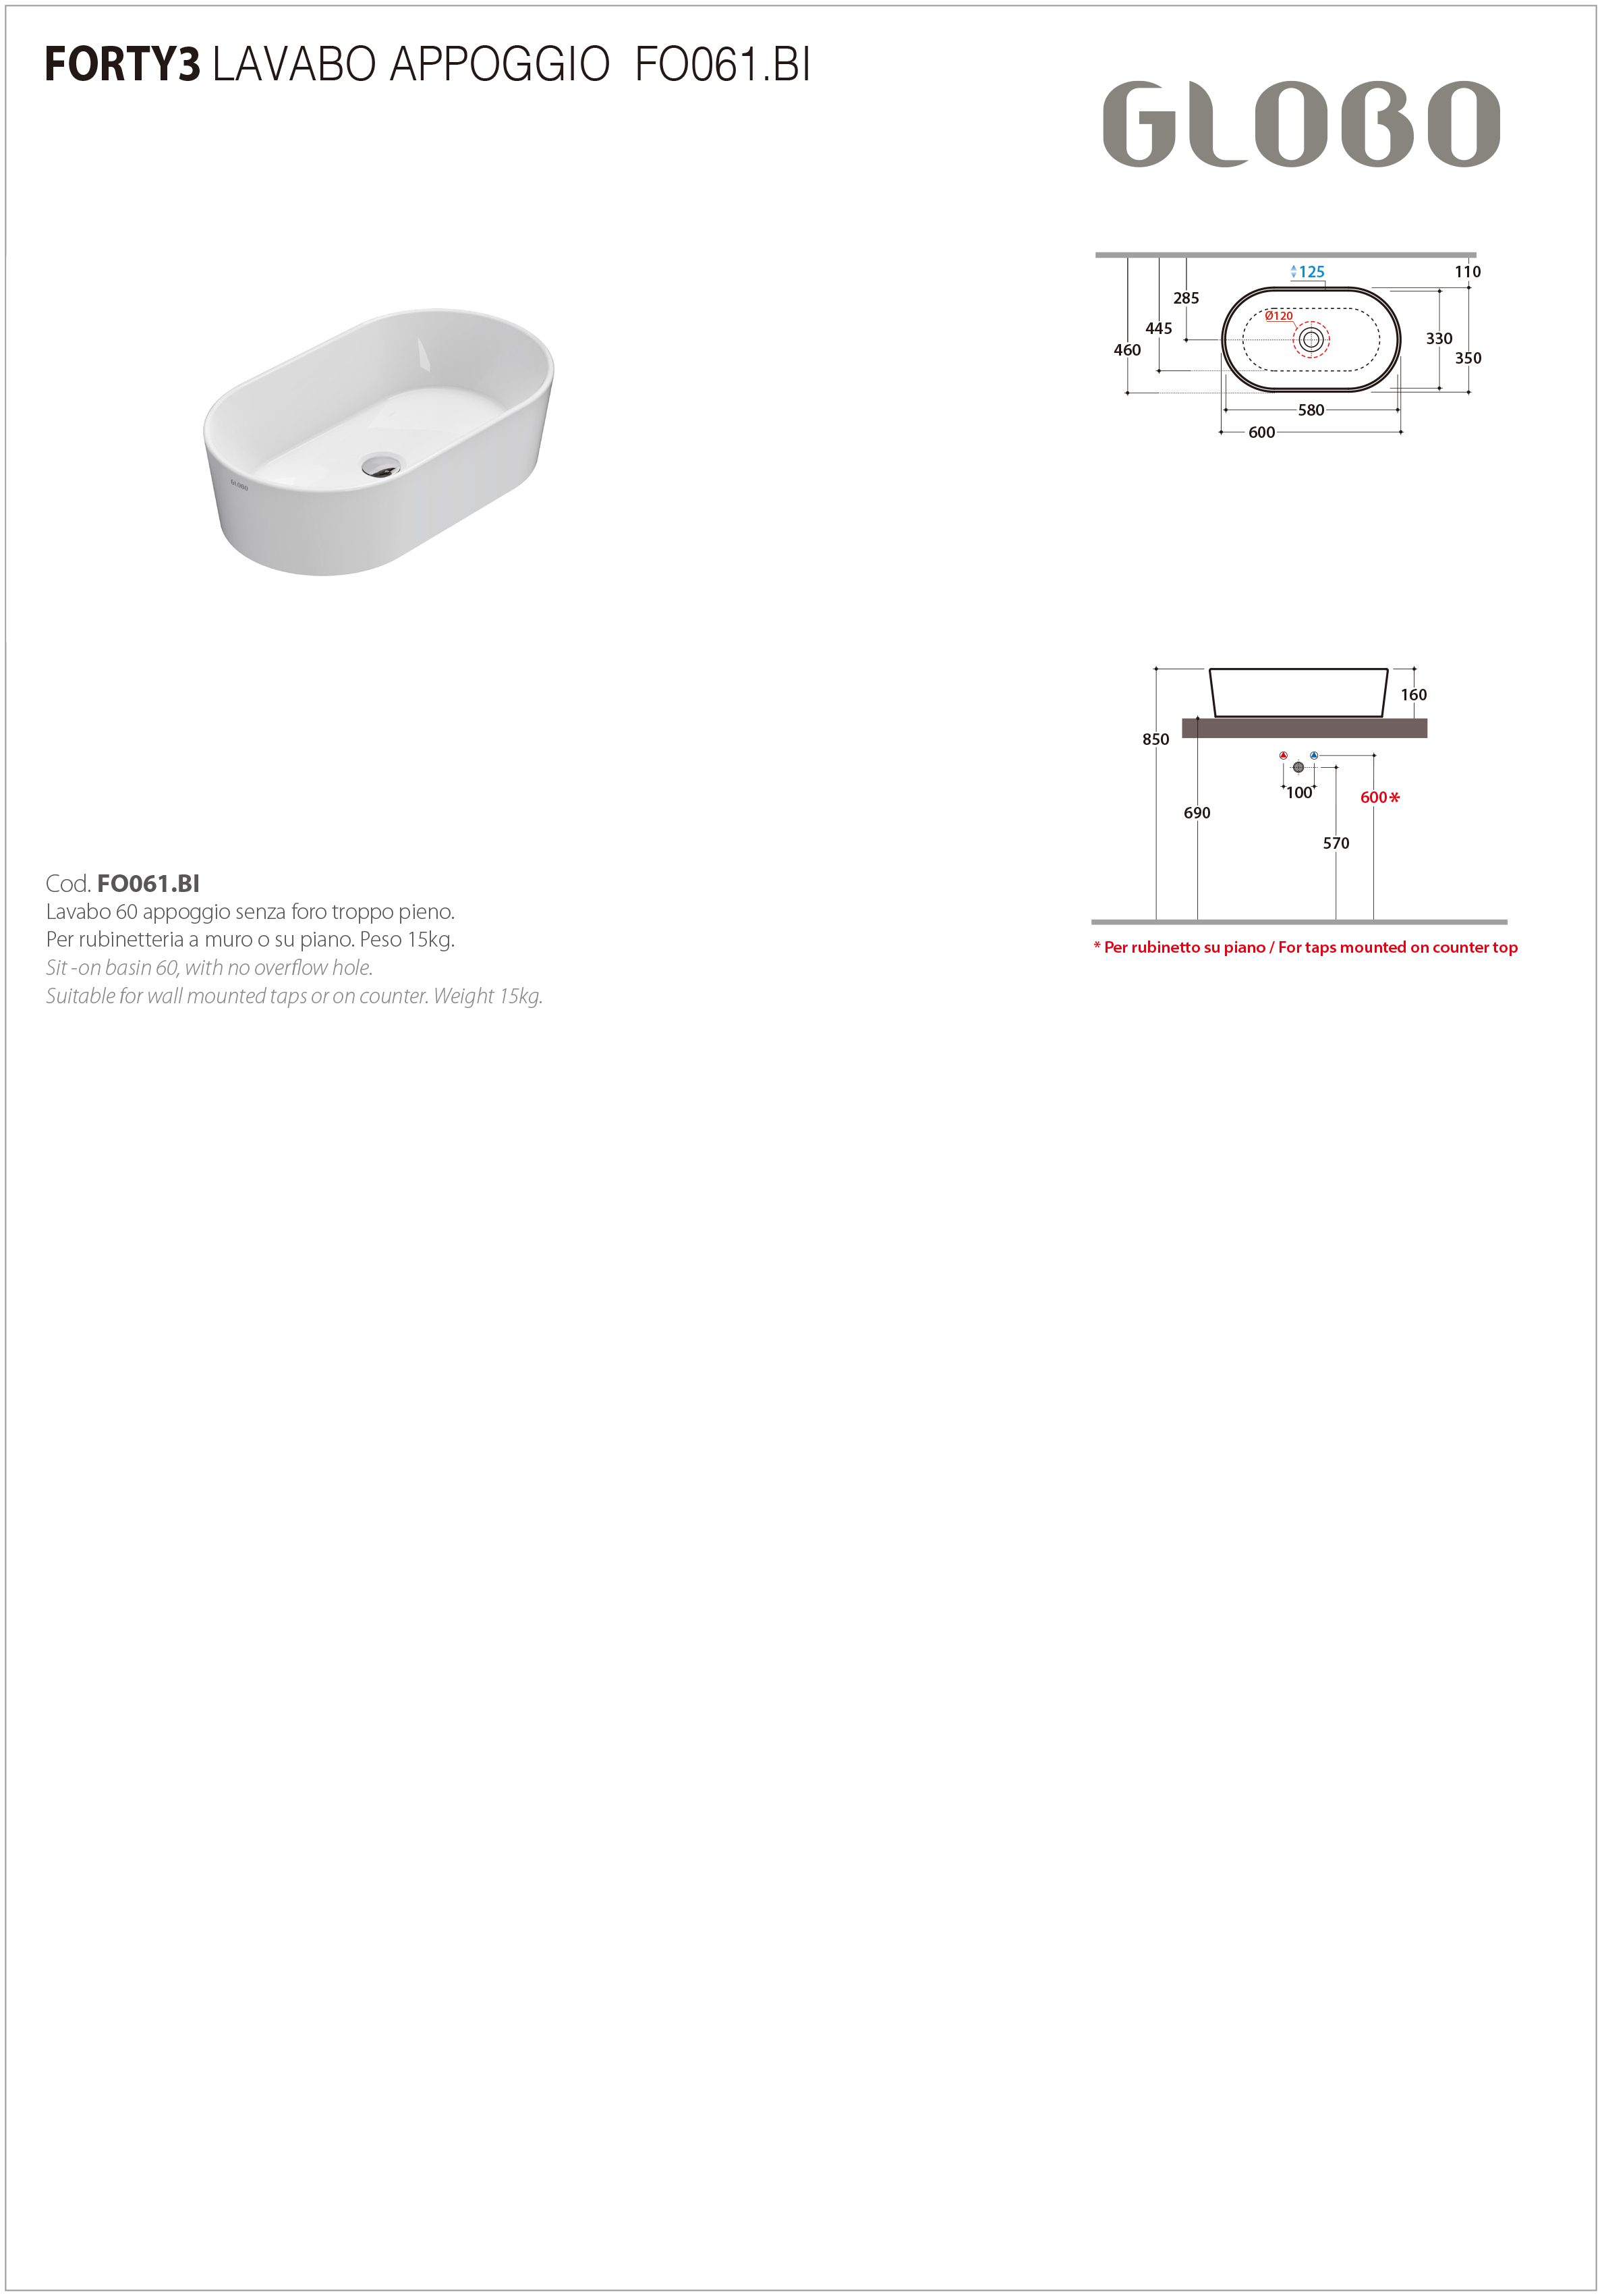 FORTY3 LAVABO APPOGGIO FO061.BI
GLOBO
125
110
285
Ø120
445
330
460
350
580
600
GLOBO
160
850
100
600*
690
570
Cod. FO061.BI
Lavabo 60 appoggio senza foro troppo pieno.
Per rubinetteria a muro o su piano. Peso 15kg.
Sit -on basin 60, with no overflow hole.
Suitable for wall mounted taps or on counter. Weight 15kg.
* Per rubinetto su piano / For taps mounted on counter top